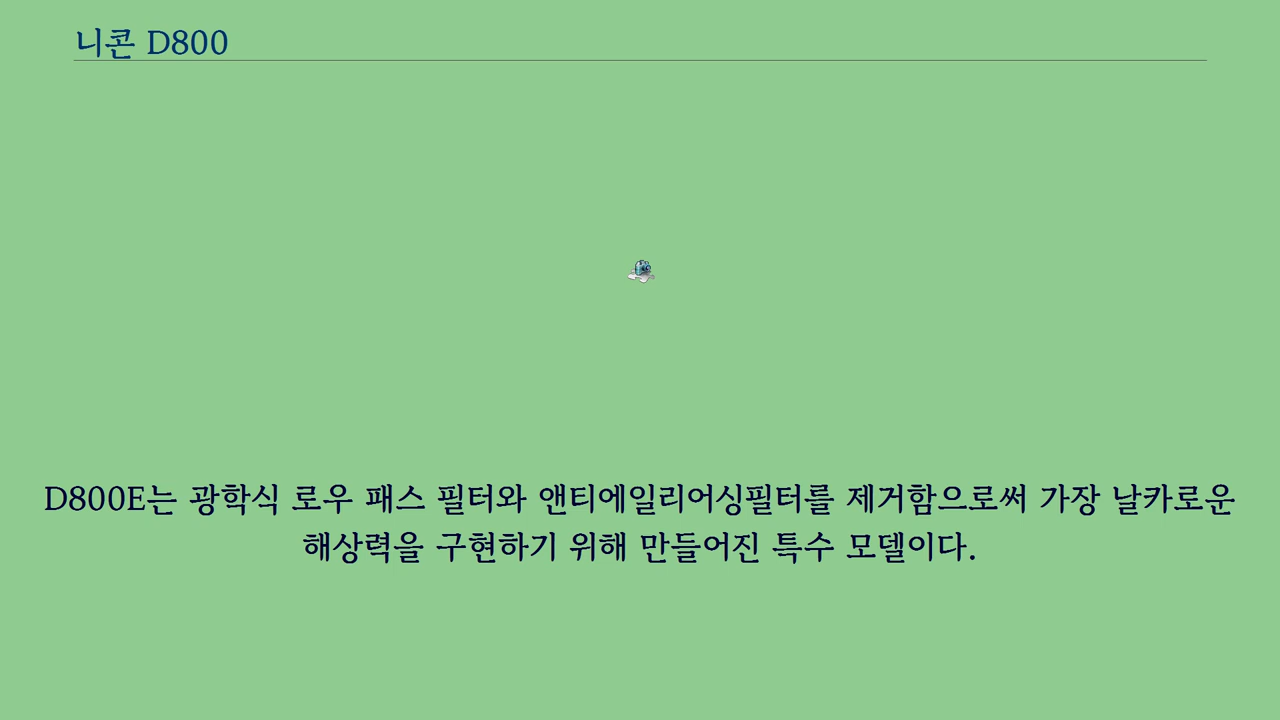 니콘 D800
D800E는 광학식 로우 패스 필터와 앤티에일리어싱필터를 제거함으로써 가장 날카로운
해상력을 구현하기 위해 만들어진 특수 모델이다.